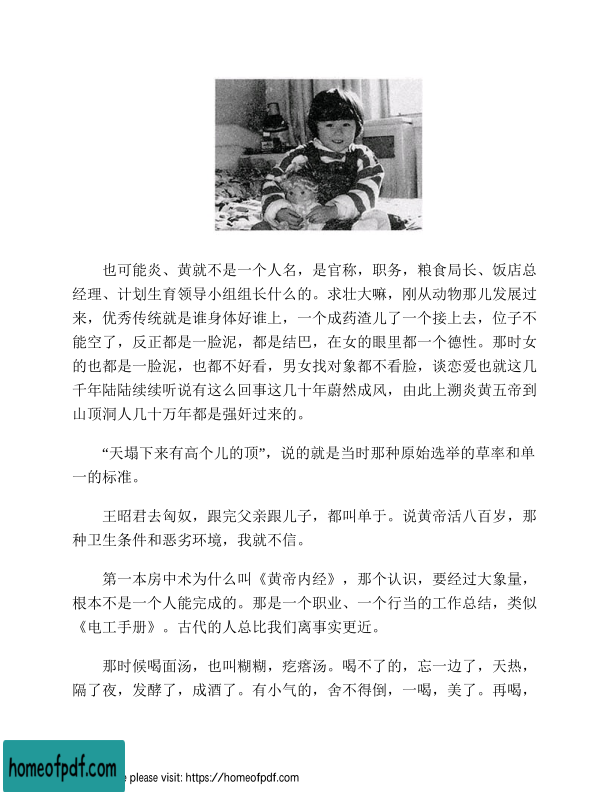 也可能炎、黄就不是一个人名，是官称，职务，粮食局长、饭店总
经理、计划生育领导小组组长什么的。求壮大嘛，刚从动物那儿发展过
来，优秀传统就是谁身体好谁上，一个成药渣儿了一个接上去，位子不
能空了，反正都是一脸泥，都是结巴，在女的眼里都一个德性。那时女
的也都是一脸泥，也都不好看，男女找对象都不看脸，谈恋爱也就这几
千年陆陆续续听说有这么回事这几十年蔚然成风，由此上溯炎黄五帝到
山顶洞人几十万年都是强奸过来的。
“天塌下来有高个儿的顶”，说的就是当时那种原始选举的草率和单
一的标准。
王昭君去匈奴，跟完父亲跟儿子，都叫单于。说黄帝活八百岁，那
种卫生条件和恶劣环境，我就不信。
第一本房中术为什么叫《黄帝内经》，那个认识，要经过大象量，
根本不是一个人能完成的。那是一个职业、一个行当的工作总结，类似
《电工手册》。古代的人总比我们离事实更近。
那时候喝面汤，也叫糊糊，疙瘩汤。喝不了的，忘一边了，天热，
隔了夜，发酵了，成酒了。有小气的，舍不得倒，一喝，美了。再喝，
homeofpdf.com
e please visit: https://homeofpdf.com